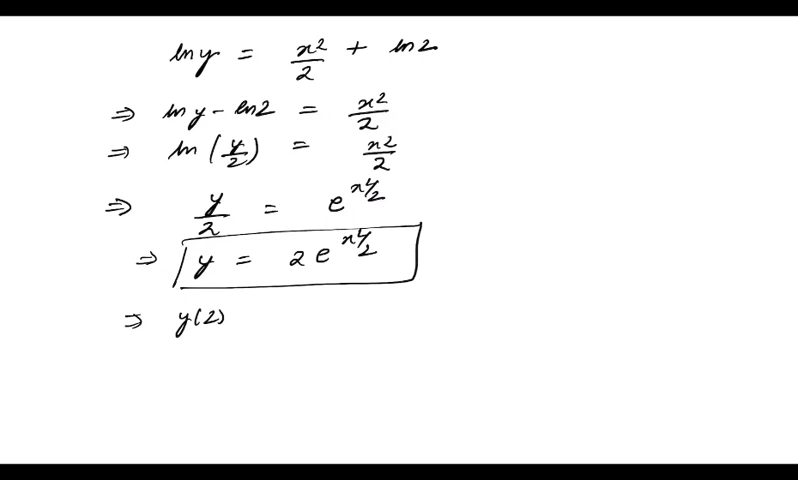 ln y = x²/2 + ln 2
⇒ ln y - ln 2 = x²/2
⇒ ln (y/2) = x²/2
⇒ y/2 = e^(x²/2)
⇒ y = 2 e^(x²/2)
⇒ y(2)